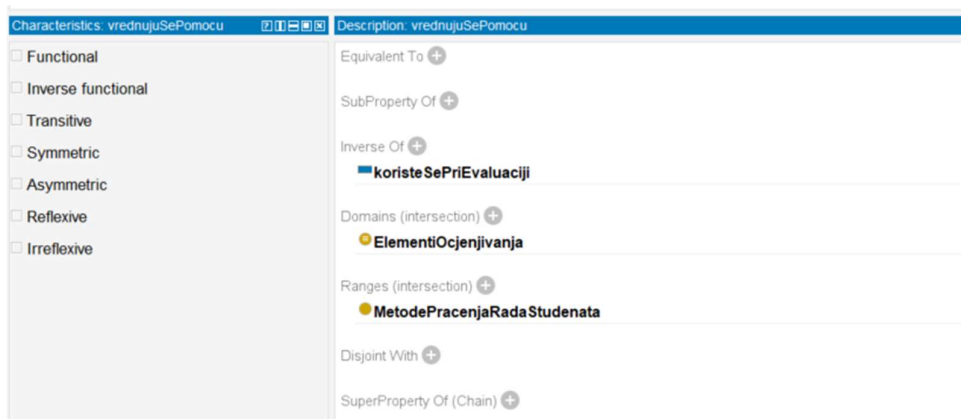 Characteristics: vrednujuSePomocu
Functional
Inverse functional
Transitive
Symmetric
Asymmetric
Reflexive
Irreflexive
Description: vrednujuSePomocu
Equivalent To
SubProperty Of
Inverse Of
koristeSePriEvaluaciji
Domains (intersection)
ElementiOcjenjivanja
Ranges (intersection)
MetodePracenjaRadaStudenata
Disjoint With
SuperProperty Of (Chain)